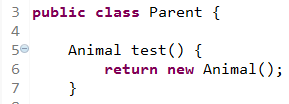 3 public class Parent {
4
5 Animal test() {
6 return new Animal();
7 }